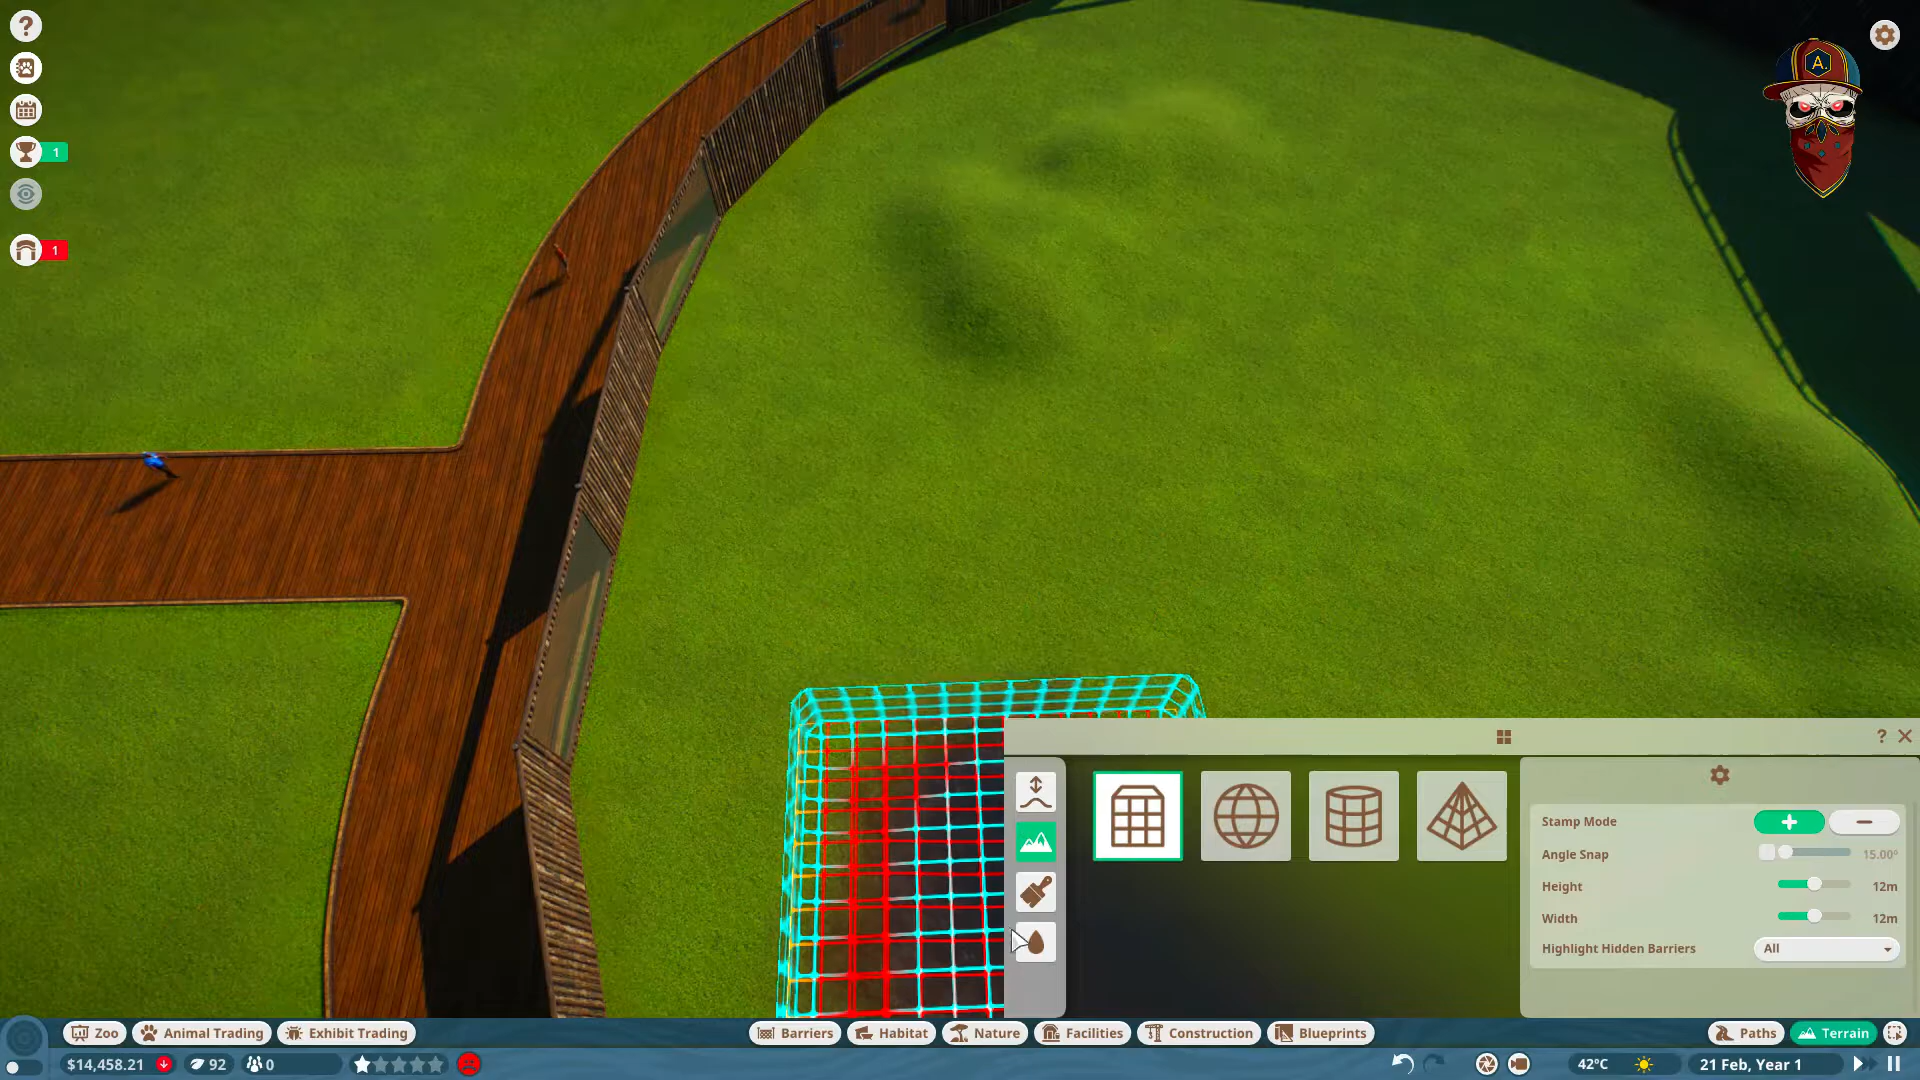 ?
A.
1
1
?
Stamp Mode
Angle Snap 15.00°
Height 12m
Width 12m
Highlight Hidden Barriers All
Zoo Animal Trading Exhibit Trading Barriers Habitat Nature Facilities Construction Blueprints Paths Terrain
$14,458.21 92 0 42°C 21 Feb, Year 1